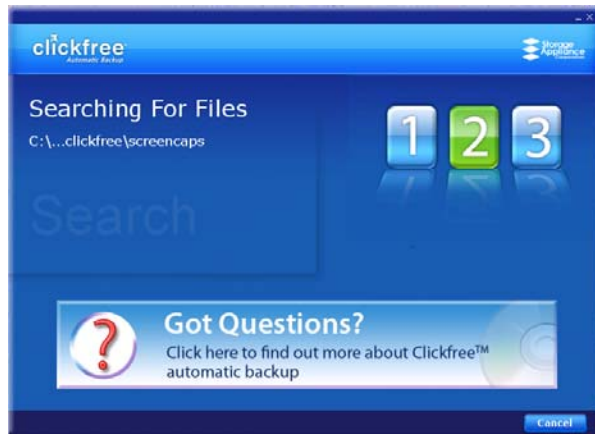 clickfree
Automatic Backup
Storage
Appliance
Corporation
Searching For Files
C:\...clickfree\screencaps
1 2 3
Search
Got Questions?
Click here to find out more about Clickfree™
automatic backup
Cancel